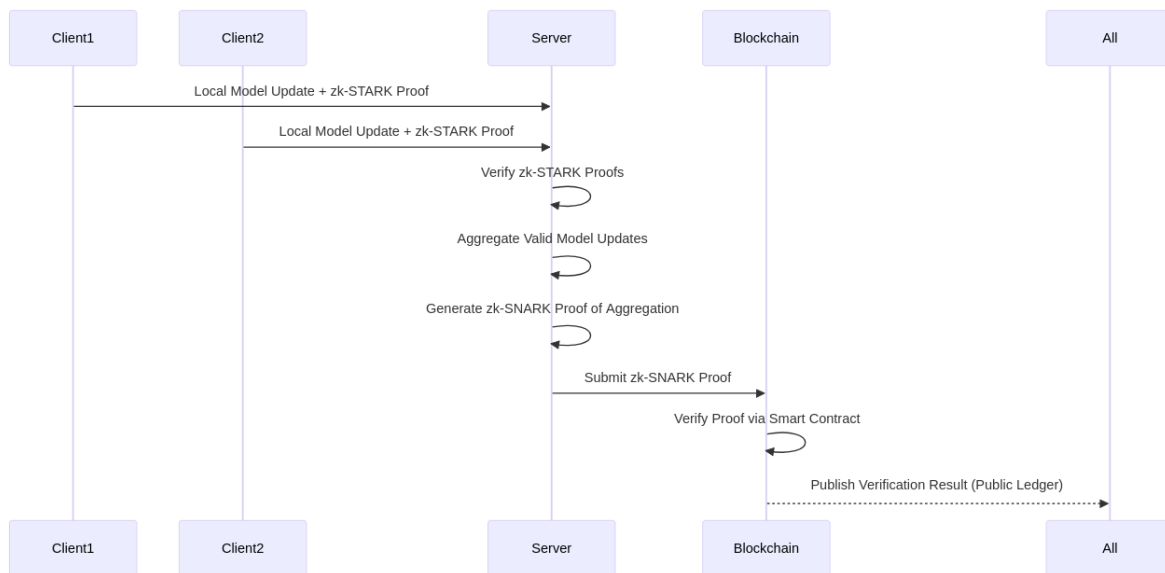 Client1
Client2
Server
Blockchain
All
Local Model Update + zk-STARK Proof
Local Model Update + zk-STARK Proof
Verify zk-STARK Proofs
Aggregate Valid Model Updates
Generate zk-SNARK Proof of Aggregation
Submit zk-SNARK Proof
Verify Proof via Smart Contract
Publish Verification Result (Public Ledger)
Client1
Client2
Server
Blockchain
All